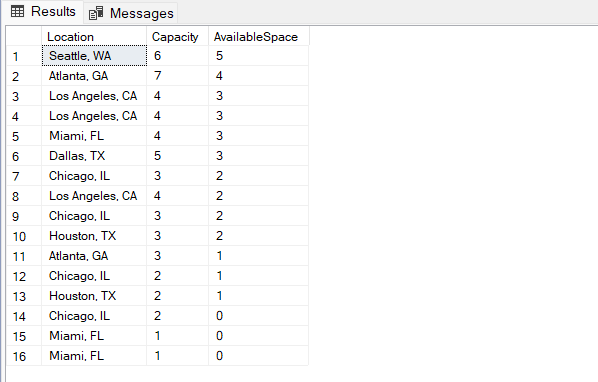 Results Messages
Location Capacity AvailableSpace
1 Seattle, WA 6 5
2 Atlanta, GA 7 4
3 Los Angeles, CA 4 3
4 Los Angeles, CA 4 3
5 Miami, FL 4 3
6 Dallas, TX 5 3
7 Chicago, IL 3 2
8 Los Angeles, CA 4 2
9 Chicago, IL 3 2
10 Houston, TX 3 2
11 Atlanta, GA 3 1
12 Chicago, IL 2 1
13 Houston, TX 2 1
14 Chicago, IL 2 0
15 Miami, FL 1 0
16 Miami, FL 1 0